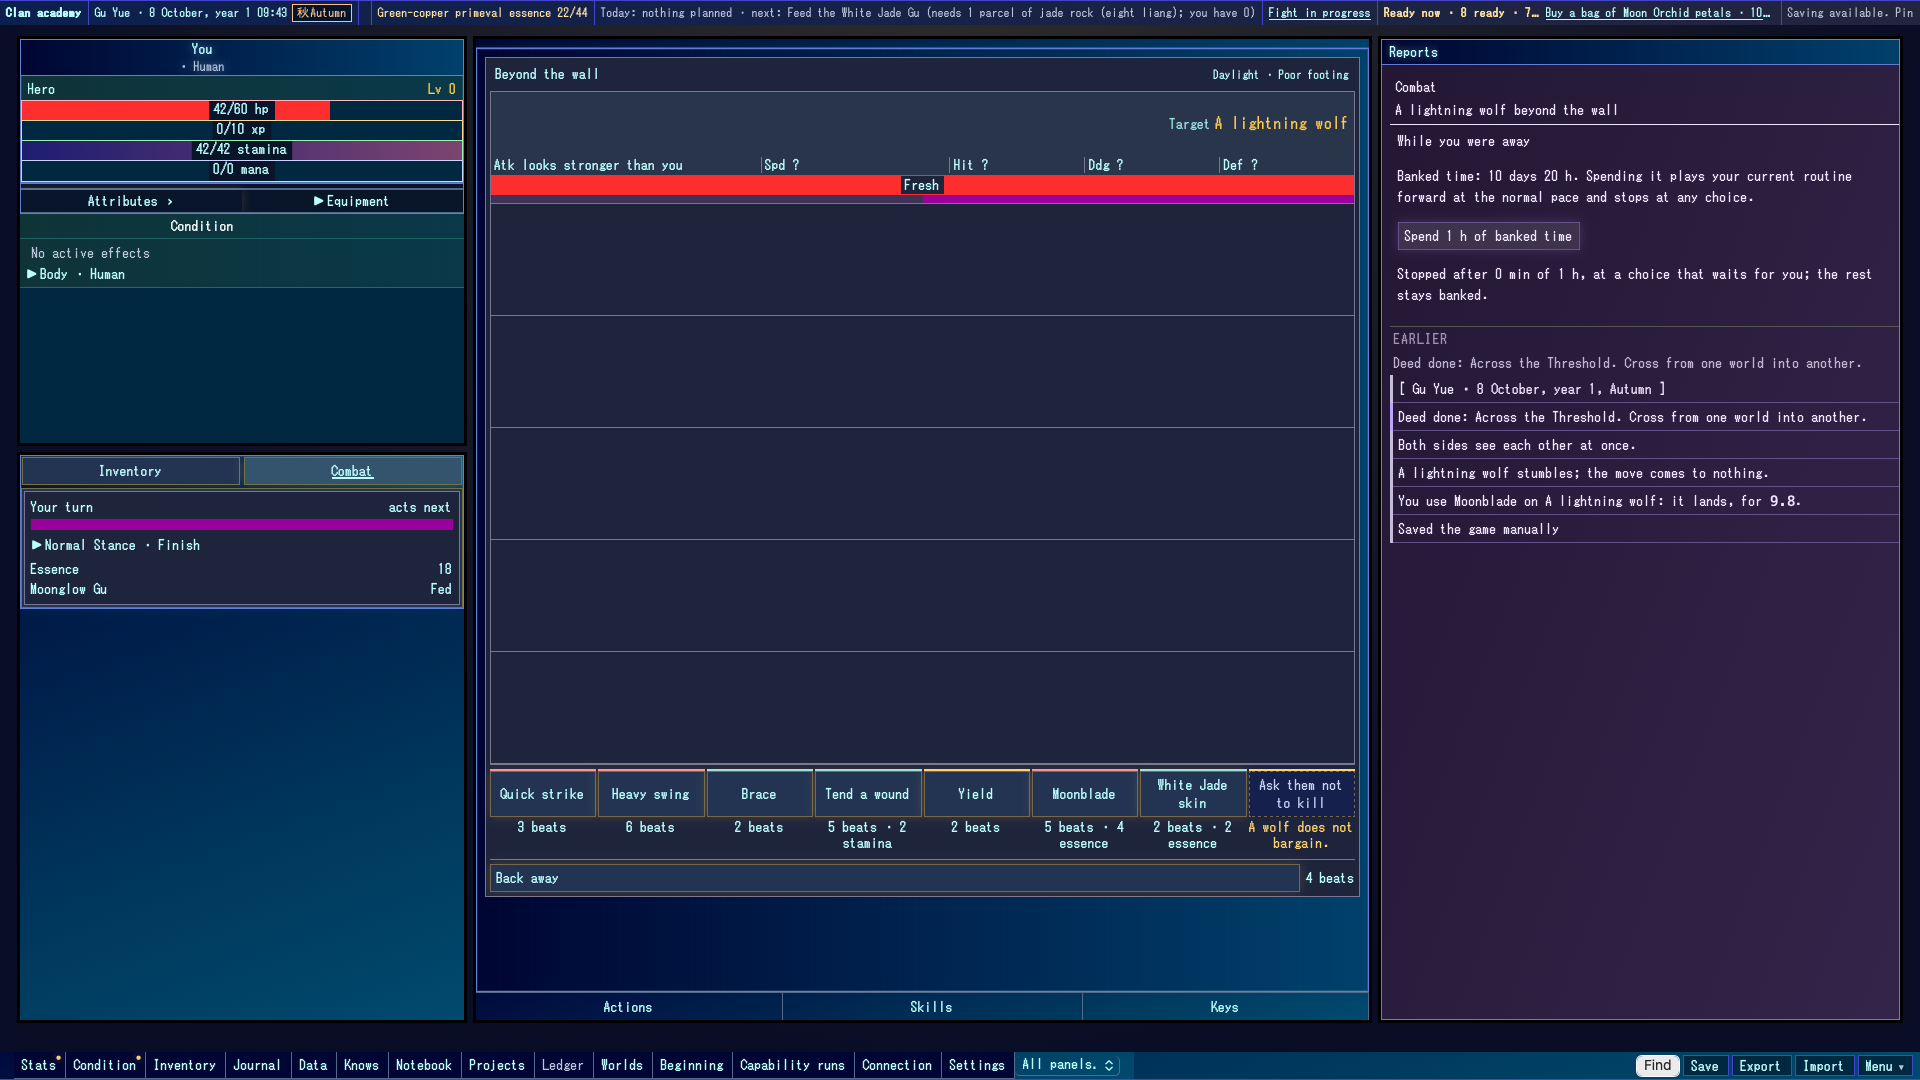 Clan academy
Gu Yue · 8 October, year 1 09:43 秋Autumn
Green-copper primeval essence 22/44
Today: nothing planned · next: Feed the White Jade Gu (needs 1 parcel of jade rock (eight liang); you have 0)
Fight in progress
Ready now · 8 ready · 7… Buy a bag of Moon Orchid petals · 10…
Saving available. Pin
You
· Human
Hero Lv 0
42/60 hp
0/10 xp
42/42 stamina
0/0 mana
Attributes › ▶Equipment
Condition
No active effects
▶Body · Human
Inventory Combat
Your turn acts next
▶Normal Stance · Finish
Essence 18
Moonglow Gu Fed
Beyond the wall Daylight · Poor footing
Target A lightning wolf
Atk looks stronger than you Spd ? Hit ? Ddg ? Def ?
Fresh
Quick strike
3 beats
Heavy swing
6 beats
Brace
2 beats
Tend a wound
5 beats · 2
stamina
Yield
2 beats
Moonblade
5 beats · 4
essence
White Jade
skin
2 beats · 2
essence
Ask them not
to kill
A wolf does not
bargain.
Back away 4 beats
Actions Skills Keys
Reports
Combat
A lightning wolf beyond the wall
While you were away
Banked time: 10 days 20 h. Spending it plays your current routine
forward at the normal pace and stops at any choice.
Spend 1 h of banked time
Stopped after 0 min of 1 h, at a choice that waits for you; the rest
stays banked.
EARLIER
Deed done: Across the Threshold. Cross from one world into another.
[ Gu Yue · 8 October, year 1, Autumn ]
Deed done: Across the Threshold. Cross from one world into another.
Both sides see each other at once.
A lightning wolf stumbles; the move comes to nothing.
You use Moonblade on A lightning wolf: it lands, for 9.8.
Saved the game manually
Stats Condition Inventory Journal Data Knows Notebook Projects Ledger Worlds Beginning Capability runs Connection Settings All panels.
Find Save Export Import Menu ▾